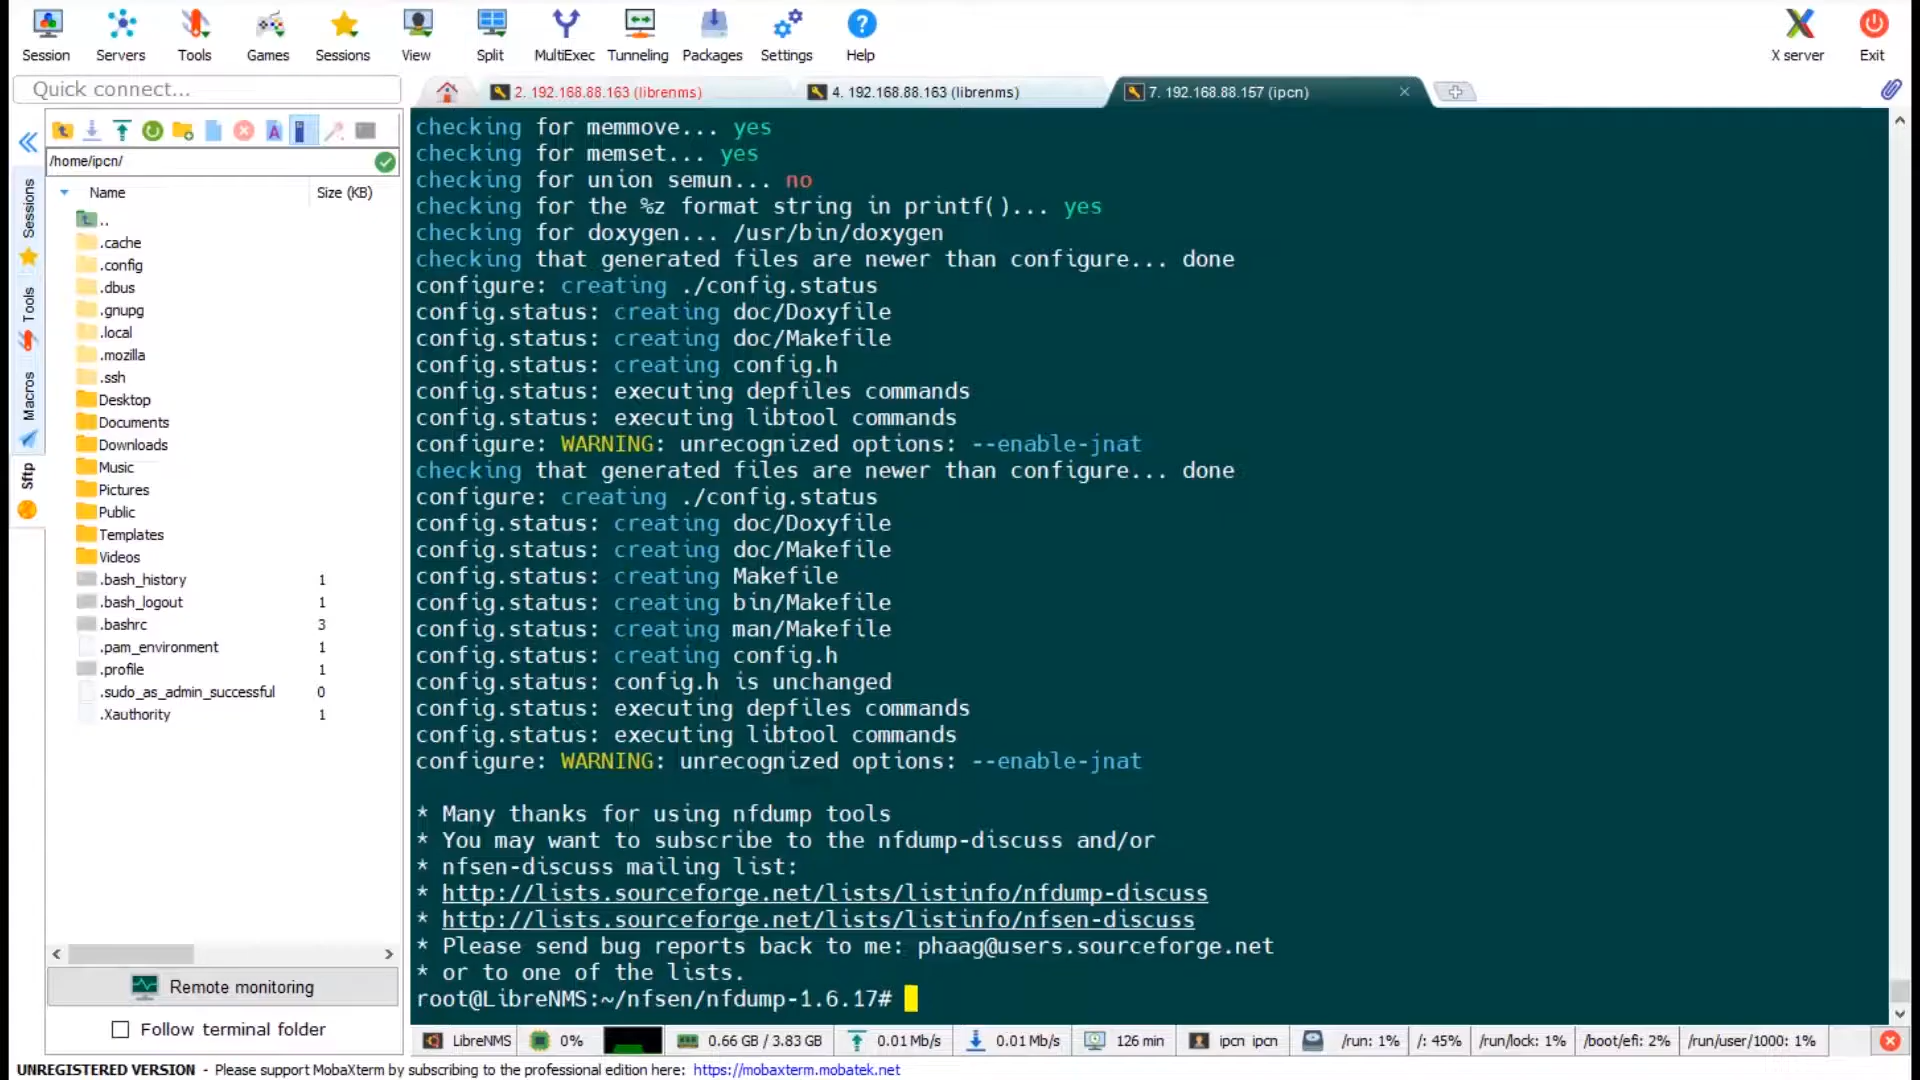 Session Servers Tools Games Sessions View Split MultiExec Tunneling Packages Settings Help X server Exit
Quick connect...
2. 192.168.88.163 (librenms)
4. 192.168.88.163 (librenms)
7. 192.168.88.157 (ipcn)
/home/ipcn/
Name Size (KB)
..
.cache
.config
.dbus
.gnupg
.local
.mozilla
.ssh
Desktop
Documents
Downloads
Music
Pictures
Public
Templates
Videos
.bash_history 1
.bash_logout 1
.bashrc 3
.pam_environment 1
.profile 1
.sudo_as_admin_successful 0
.Xauthority 1
Sessions
Tools
Macros
Sftp
Remote monitoring
Follow terminal folder
checking for memmove... yes
checking for memset... yes
checking for union semun... no
checking for the %z format string in printf()... yes
checking for doxygen... /usr/bin/doxygen
checking that generated files are newer than configure... done
configure: creating ./config.status
config.status: creating doc/Doxyfile
config.status: creating doc/Makefile
config.status: creating config.h
config.status: executing depfiles commands
config.status: executing libtool commands
configure: WARNING: unrecognized options: --enable-jnat
checking that generated files are newer than configure... done
configure: creating ./config.status
config.status: creating doc/Doxyfile
config.status: creating doc/Makefile
config.status: creating Makefile
config.status: creating bin/Makefile
config.status: creating man/Makefile
config.status: creating config.h
config.status: config.h is unchanged
config.status: executing depfiles commands
config.status: executing libtool commands
configure: WARNING: unrecognized options: --enable-jnat
* Many thanks for using nfdump tools
* You may want to subscribe to the nfdump-discuss and/or
* nfsen-discuss mailing list:
* http://lists.sourceforge.net/lists/listinfo/nfdump-discuss
* http://lists.sourceforge.net/lists/listinfo/nfsen-discuss
* Please send bug reports back to me: phaag@users.sourceforge.net
* or to one of the lists.
root@LibreNMS:~/nfsen/nfdump-1.6.17#
LibreNMS 0% 0.66 GB / 3.83 GB 0.01 Mb/s 0.01 Mb/s 126 min ipcn ipcn /run: 1% /: 45% /run/lock: 1% /boot/efi: 2% /run/user/1000: 1%
UNREGISTERED VERSION - Please support MobaXterm by subscribing to the professional edition here: https://mobaxterm.mobatek.net